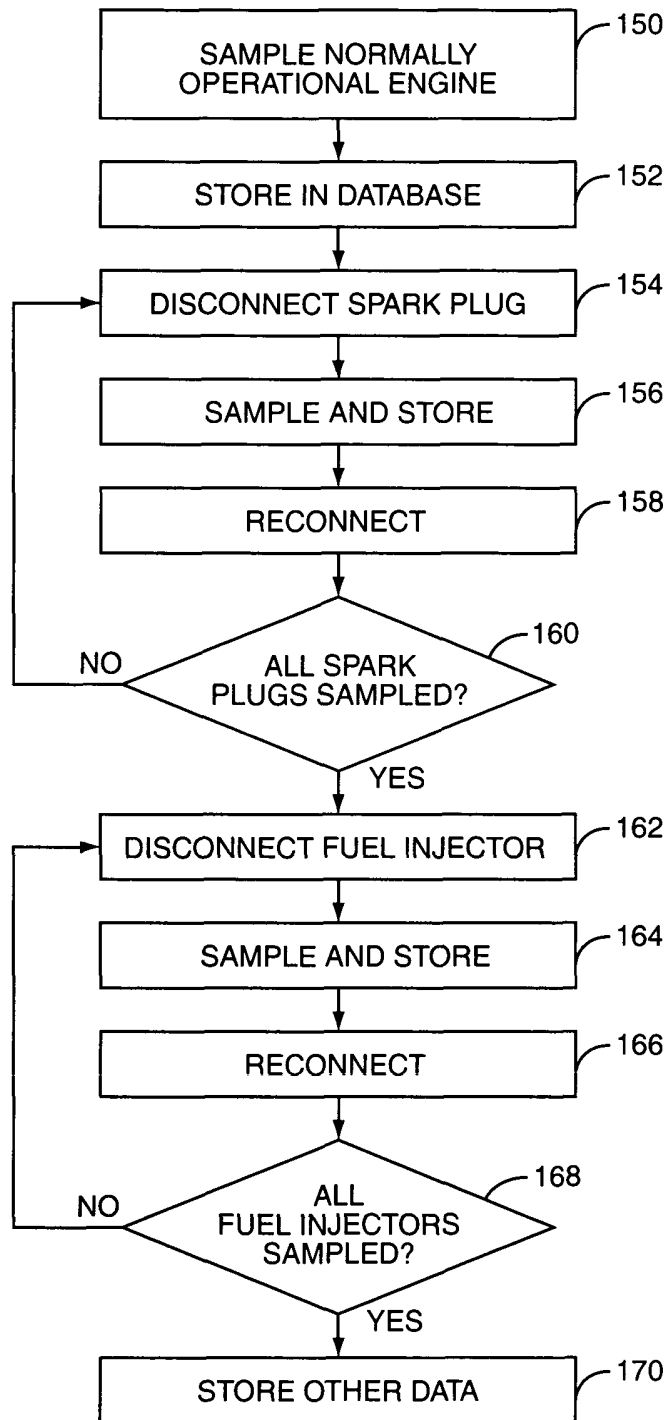 SAMPLE NORMALLY
OPERATIONAL ENGINE
150
STORE IN DATABASE
152
DISCONNECT SPARK PLUG
154
SAMPLE AND STORE
156
RECONNECT
158
ALL SPARK
PLUGS SAMPLED?
160
NO
YES
DISCONNECT FUEL INJECTOR
162
SAMPLE AND STORE
164
RECONNECT
166
ALL
FUEL INJECTORS
SAMPLED?
168
NO
YES
STORE OTHER DATA
170